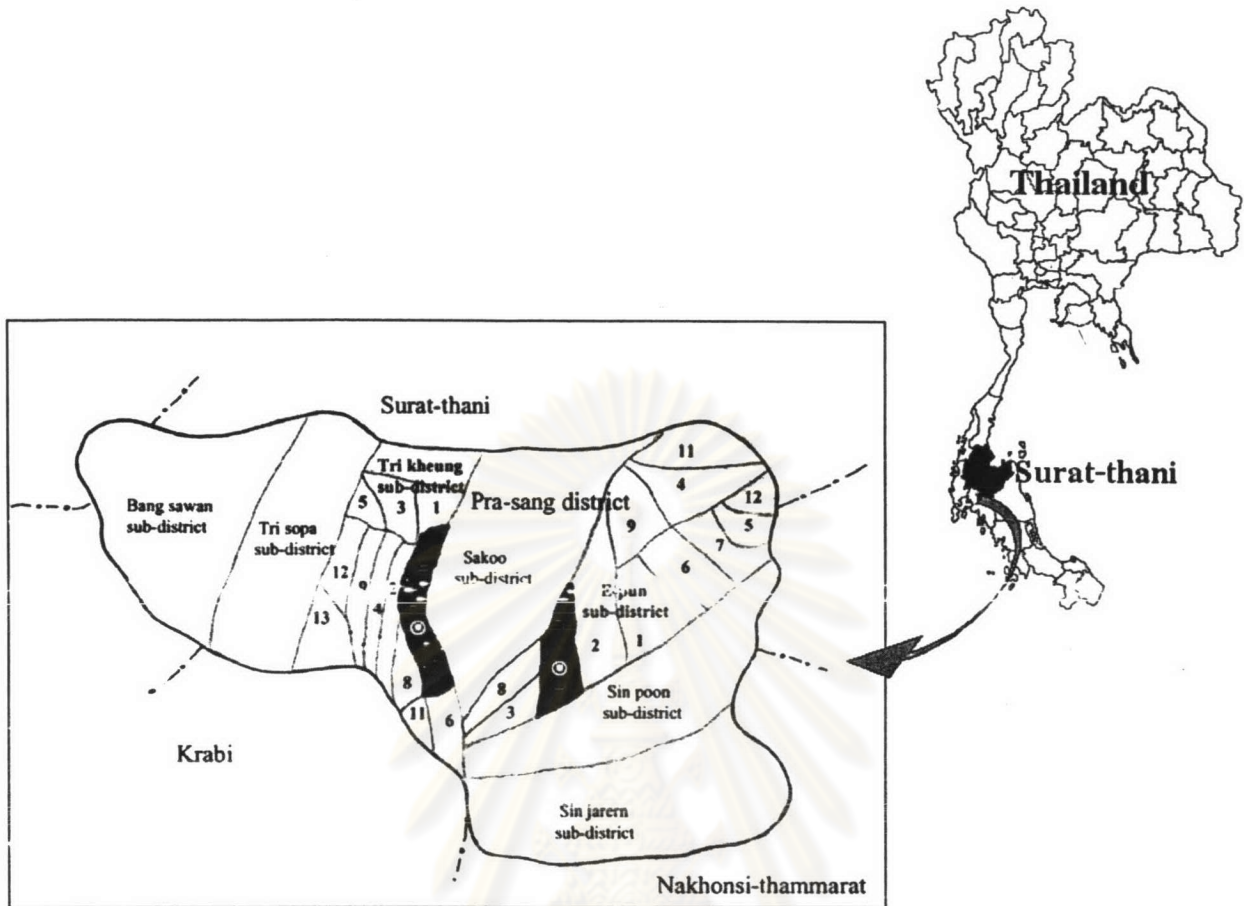 Thailand
Surat-thani
Surat-thani
Tri kheung
sub-district
Pra-sang district
Bang sawan
sub-district
Tri sopa
sub-district
Sakoo
sub-district
sub-district
Sin poon
sub-district
Sin jarern
sub-district
Krabi
Nakhonsi-thammarat
11
4
12
5
3
1
9
5
7
6
12
4
13
2
1
8
8
3
11
6